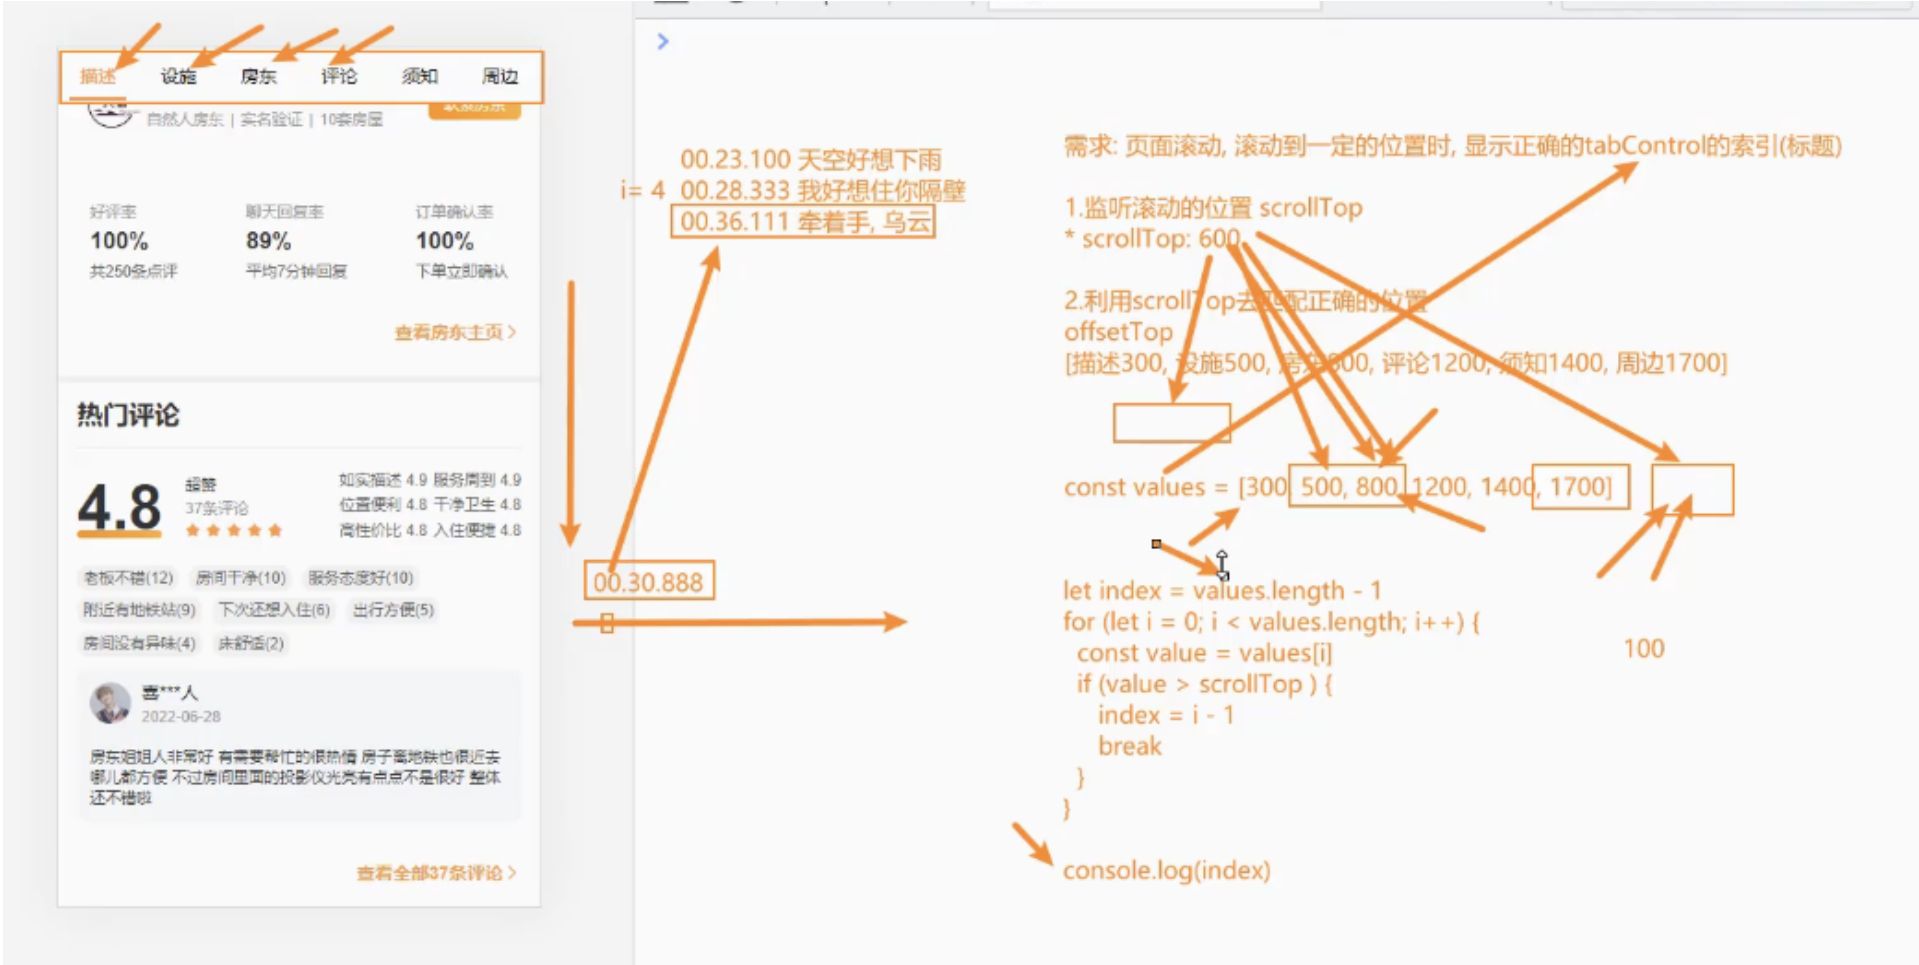 描述 设施 房东 评论 须知 周边
自然人房东 | 实名验证 | 10套房屋
好评率 聊天回复率 订单确认率
100% 89% 100%
共250条点评 平均7分钟回复 下单立即确认
查看房东主页 >
热门评论
4.8 超赞
37条评论
如实描述 4.9 服务周到 4.9
位置便利 4.8 干净卫生 4.8
高性价比 4.8 入住便捷 4.8
老板不错(12) 房间干净(10) 服务态度好(10)
附近有地铁站(9) 下次还想入住(6) 出行方便(5)
房间没有异味(4) 床舒适(2)
喜***人
2022-06-28
房东姐姐人非常好 有需要帮忙的很热情 房子离地铁也很近去
哪儿都方便 不过房间里面的投影仪光亮有点点不是很好 整体
还不错啦
查看全部37条评论 >
00.23.100 天空好想下雨
i= 4 00.28.333 我好想住你隔壁
00.36.111 牵着手, 乌云
00.30.888
需求: 页面滚动, 滚动到一定的位置时, 显示正确的tabControl的索引(标题)
1.监听滚动的位置 scrollTop
* scrollTop: 600
2.利用scrollTop去匹配正确的位置
offsetTop
[描述300, 设施500, 房东800, 评论1200, 须知1400, 周边1700]
const values = [300, 500, 800, 1200, 1400, 1700]
let index = values.length - 1
for (let i = 0; i < values.length; i++) {
const value = values[i]
if (value > scrollTop ) {
index = i - 1
break
}
}
console.log(index)
100